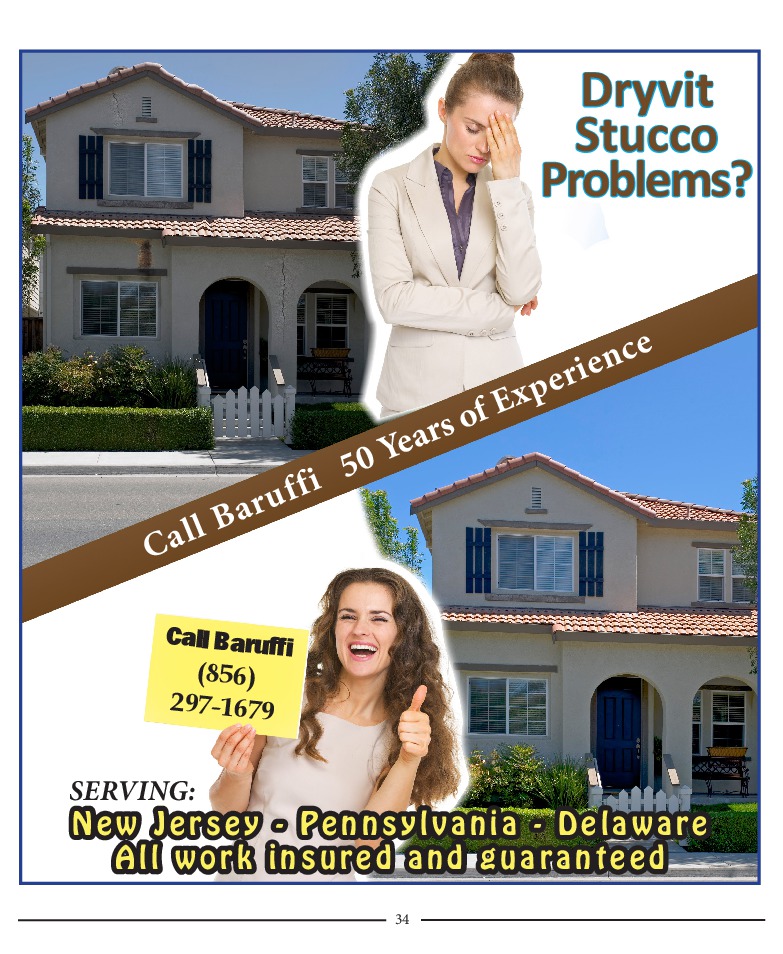 Dryvit
Stucco
Problems?
Call Baruffi 50 Years of Experience
Call Baruffi
(856)
297-1679
SERVING:
New Jersey - Pennsylvania - Delaware
All work insured and guaranteed
34